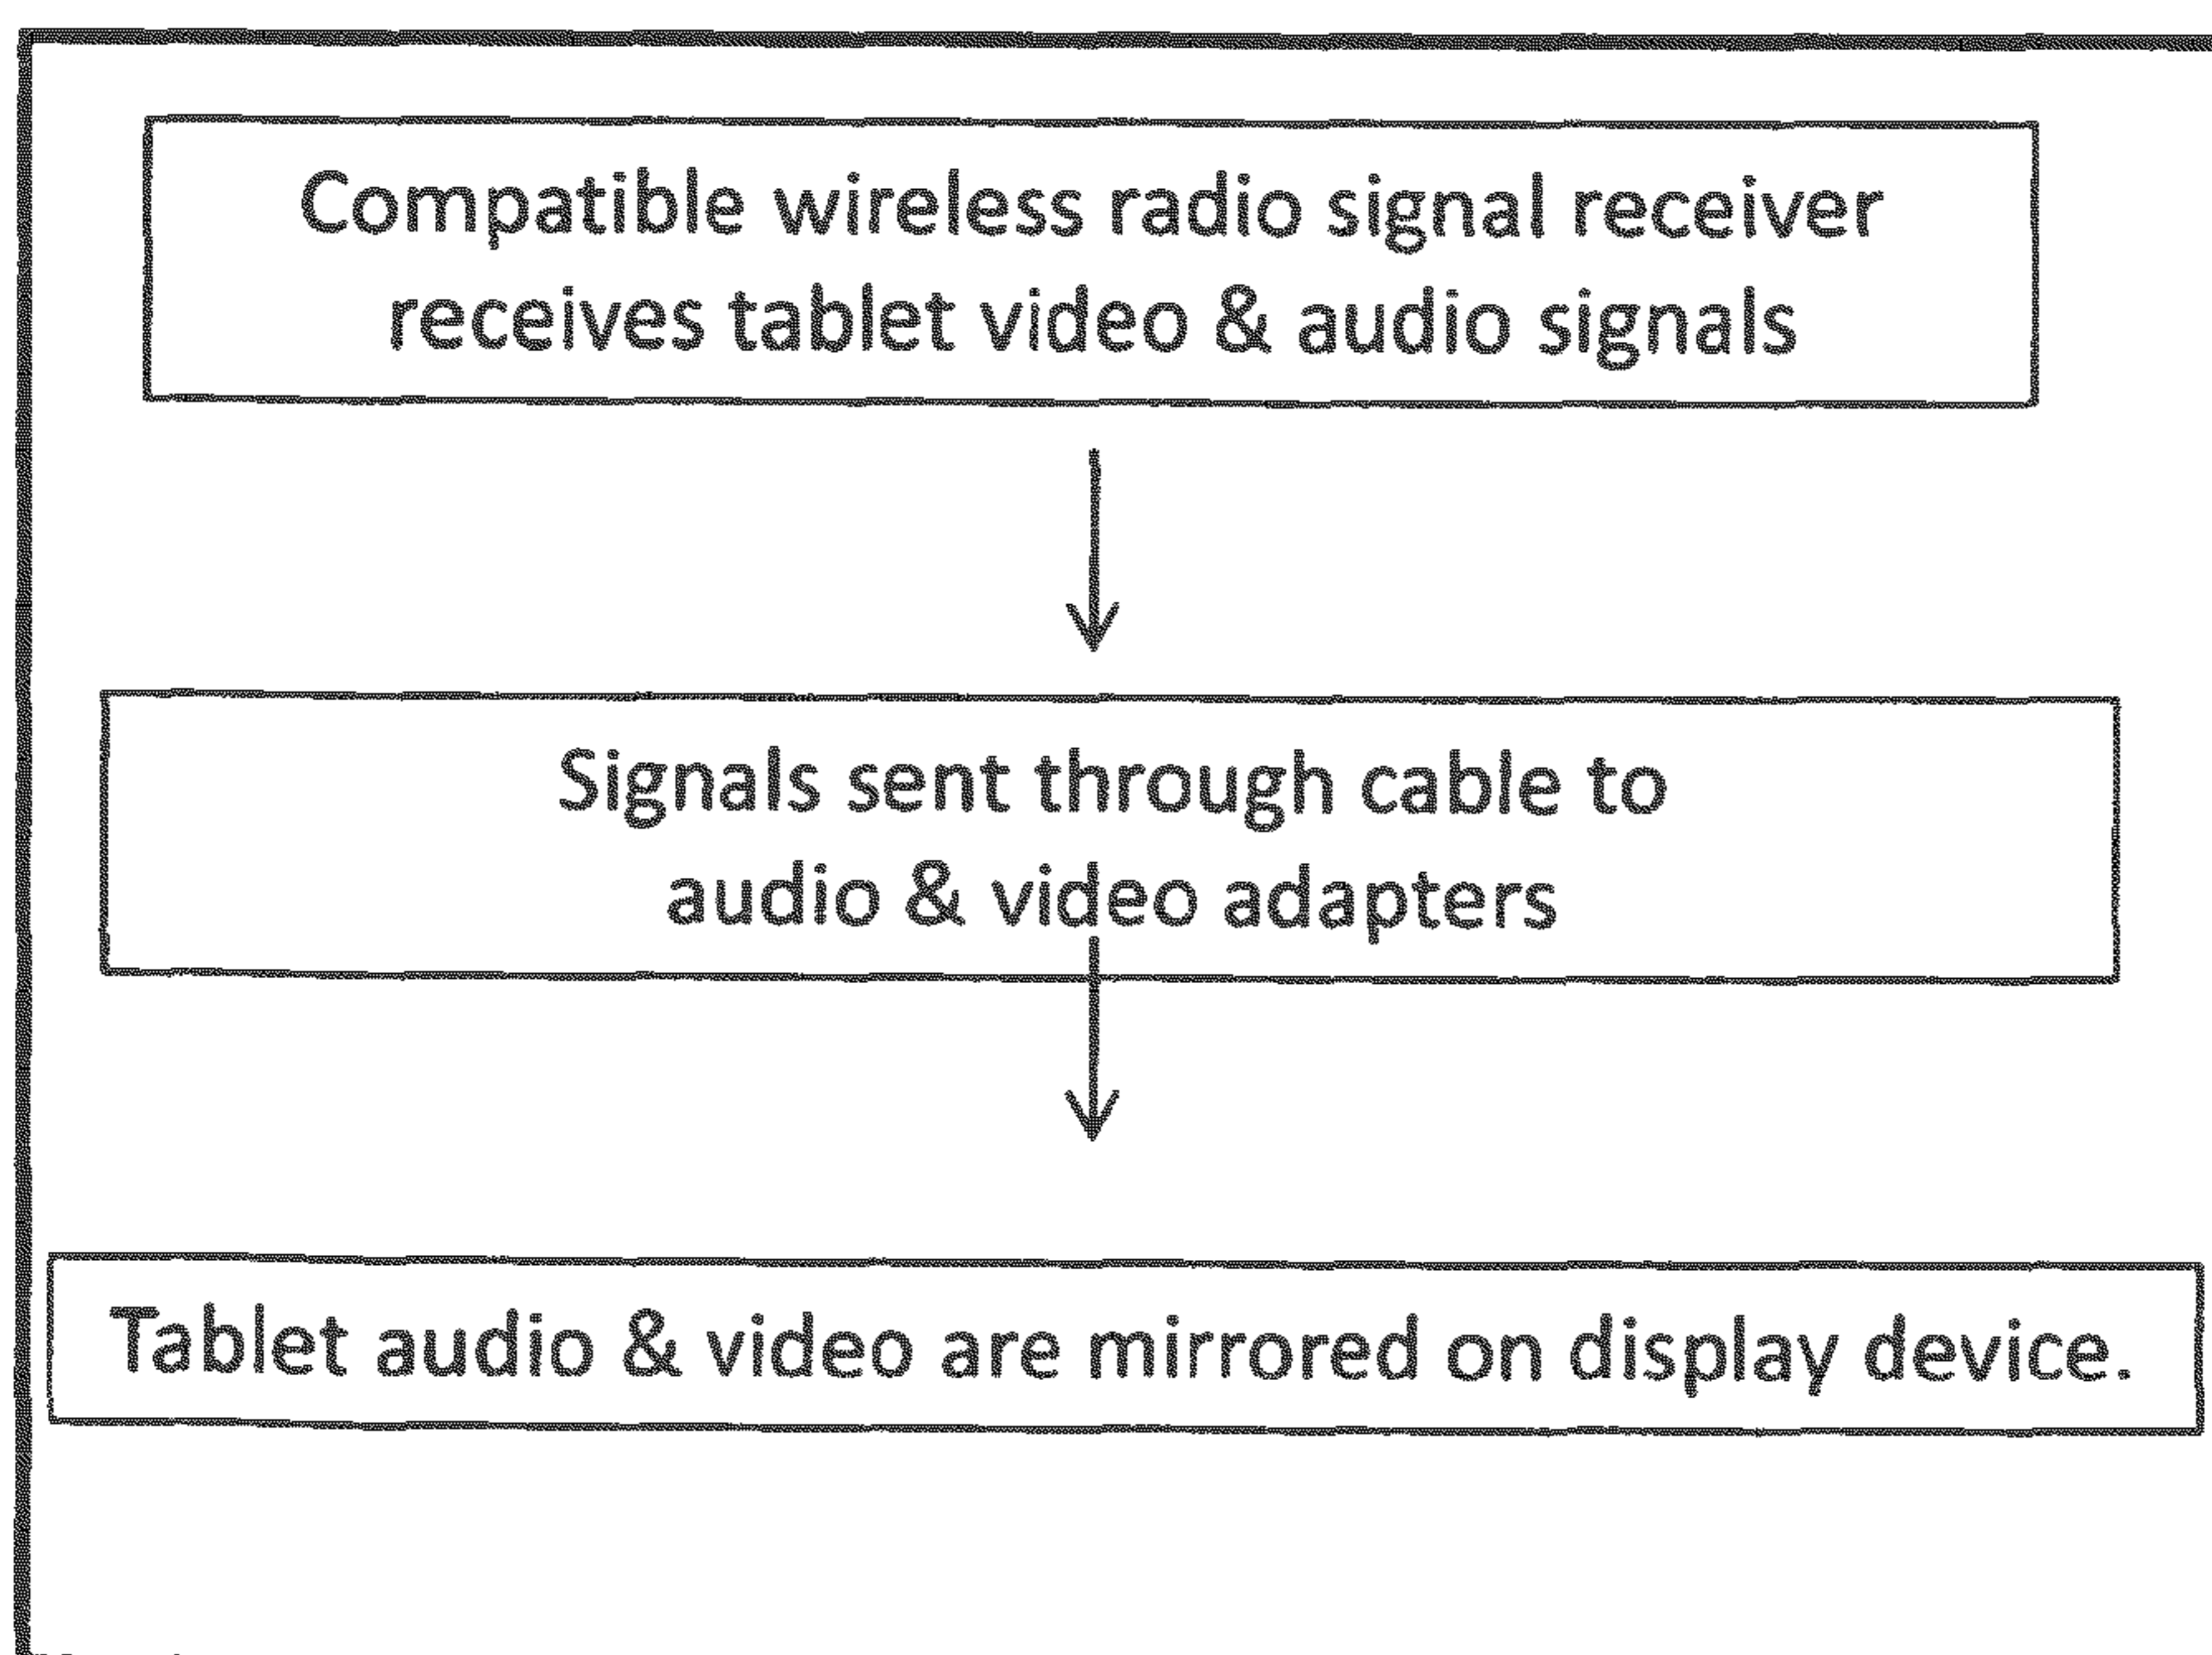 Compatible wireless radio signal receiver
receives tablet video & audio signals
Signals sent through cable to
audio & video adapters
Tablet audio & video are mirrored on display device.